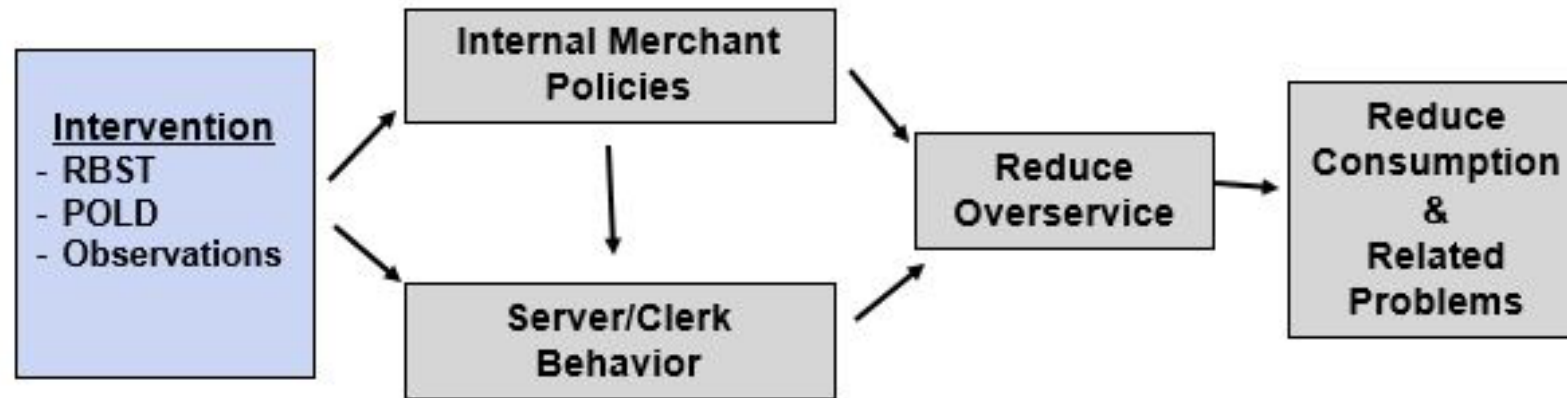 Intervention
- RBST
- POLD
- Observations
Internal Merchant
Policies
Server/Clerk
Behavior
Reduce
Overservice
Reduce
Consumption
&
Related
Problems